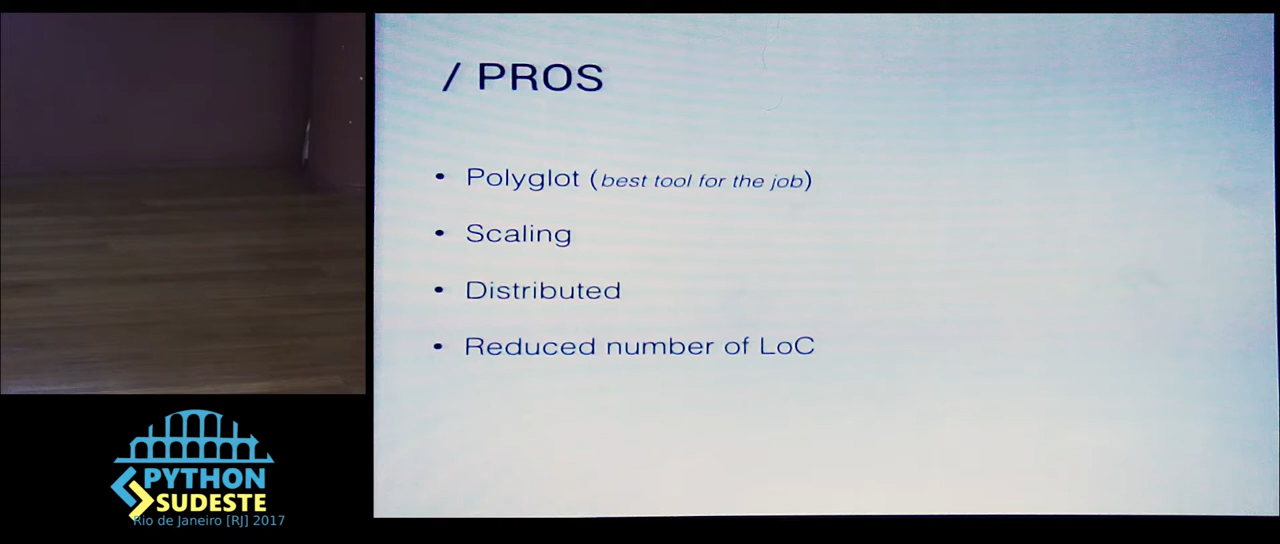 / PROS
• Polyglot (best tool for the job)
• Scaling
• Distributed
• Reduced number of LoC
PYTHON
SUDESTE
Rio de Janeiro [RJ] 2017